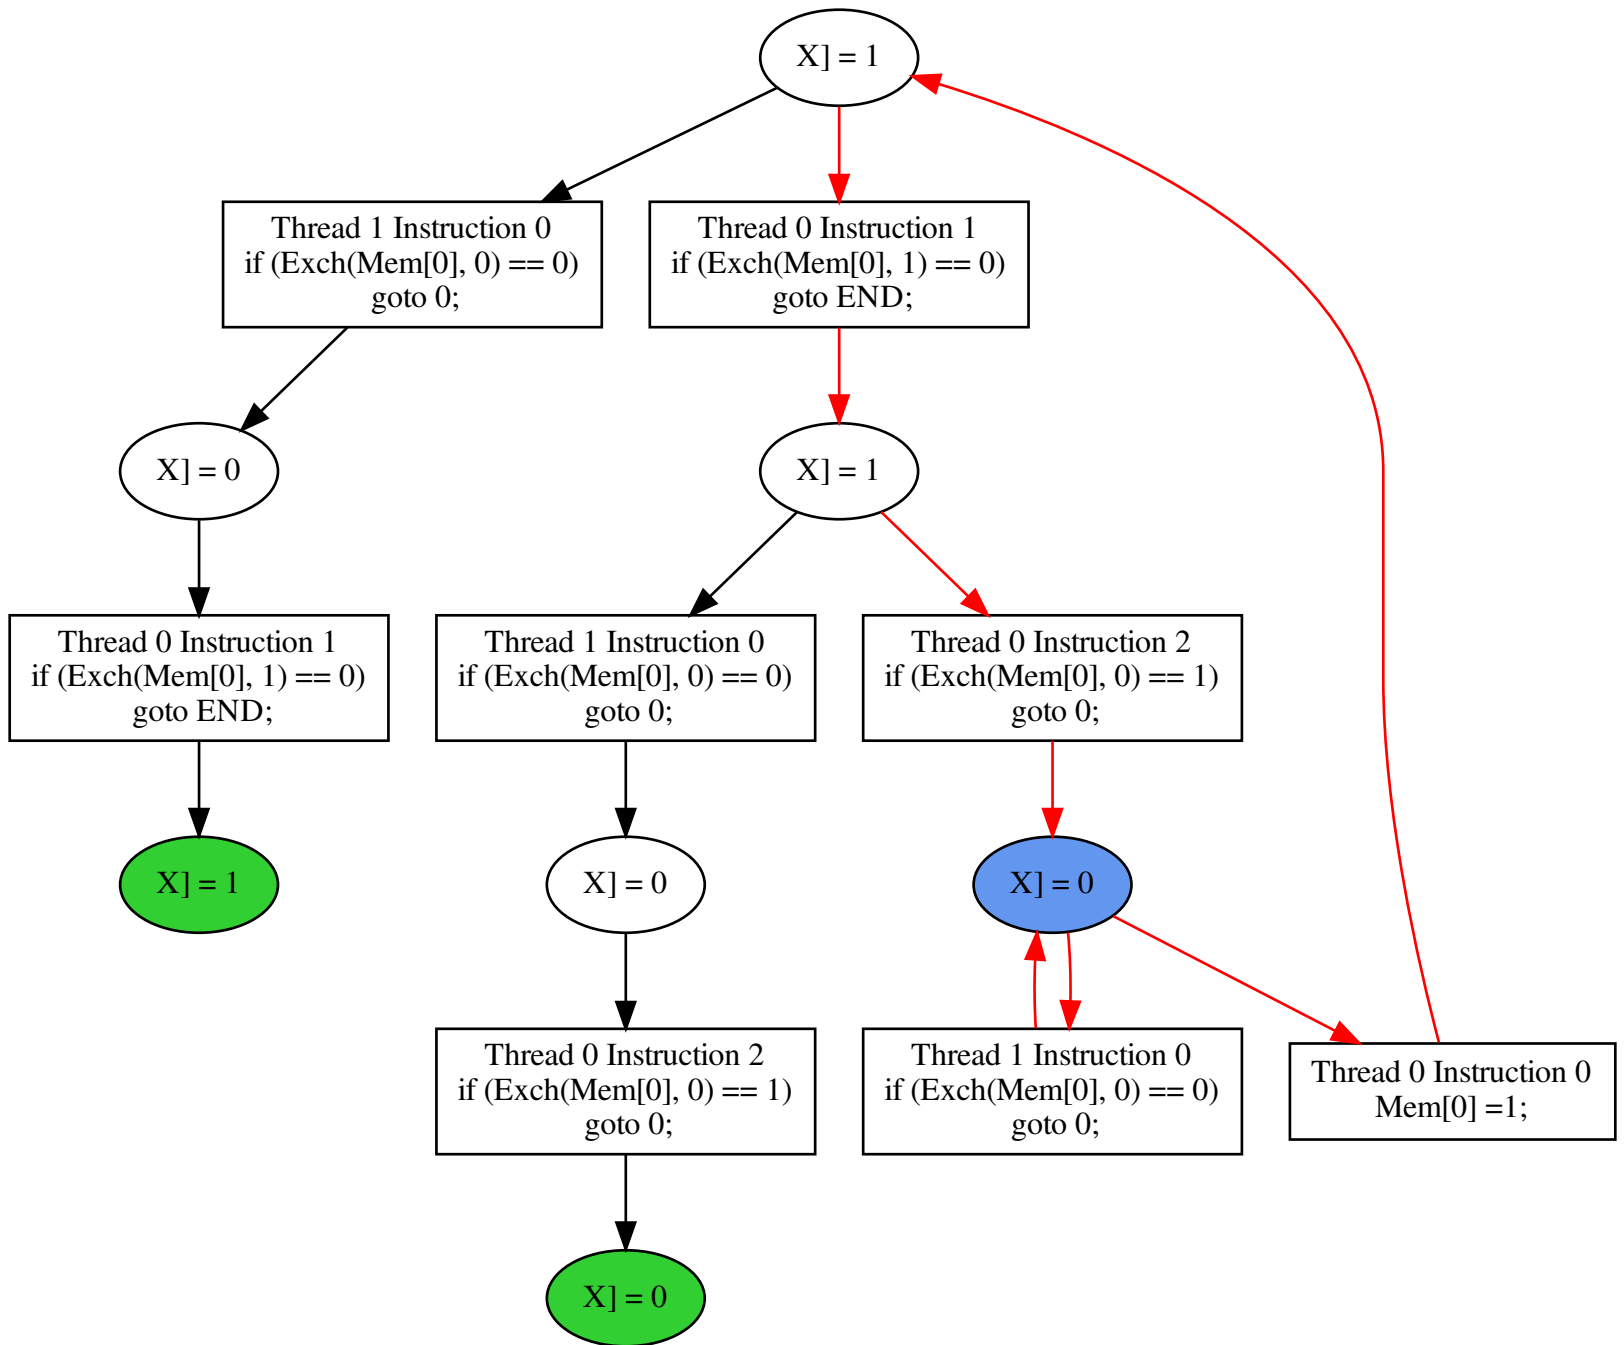 X] = 1
Thread 1 Instruction 0
if (Exch(Mem[0], 0) == 0)
goto 0;
Thread 0 Instruction 1
if (Exch(Mem[0], 1) == 0)
goto END;
X] = 0
X] = 1
Thread 0 Instruction 1
if (Exch(Mem[0], 1) == 0)
goto END;
Thread 1 Instruction 0
if (Exch(Mem[0], 0) == 0)
goto 0;
Thread 0 Instruction 2
if (Exch(Mem[0], 0) == 1)
goto 0;
X] = 1
X] = 0
X] = 0
Thread 0 Instruction 2
if (Exch(Mem[0], 0) == 1)
goto 0;
Thread 1 Instruction 0
if (Exch(Mem[0], 0) == 0)
goto 0;
Thread 0 Instruction 0
Mem[0] =1;
X] = 0